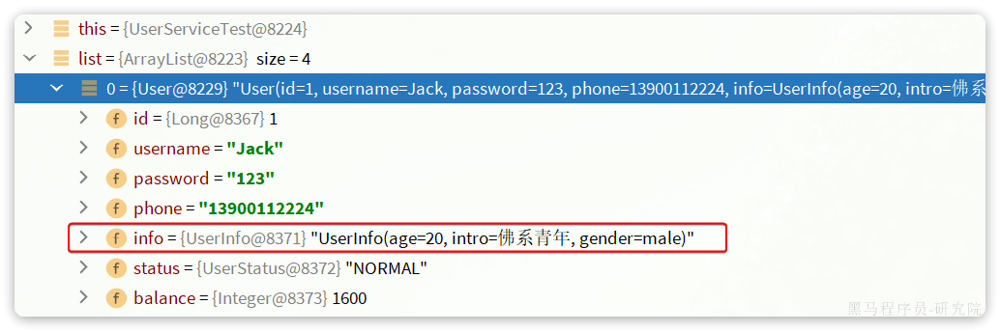 this = {UserServiceTest@8224}
list = {ArrayList@8223} size = 4
0 = {User@8229} "User(id=1, username=Jack, password=123, phone=13900112224, info=UserInfo(age=20, intro=佛系
f id = {Long@8367} 1
f username = "Jack"
f password = "123"
f phone = "13900112224"
f info = {UserInfo@8371} "UserInfo(age=20, intro=佛系青年, gender=male)"
f status = {UserStatus@8372} "NORMAL"
f balance = {Integer@8373} 1600
黑马程序员-研究院